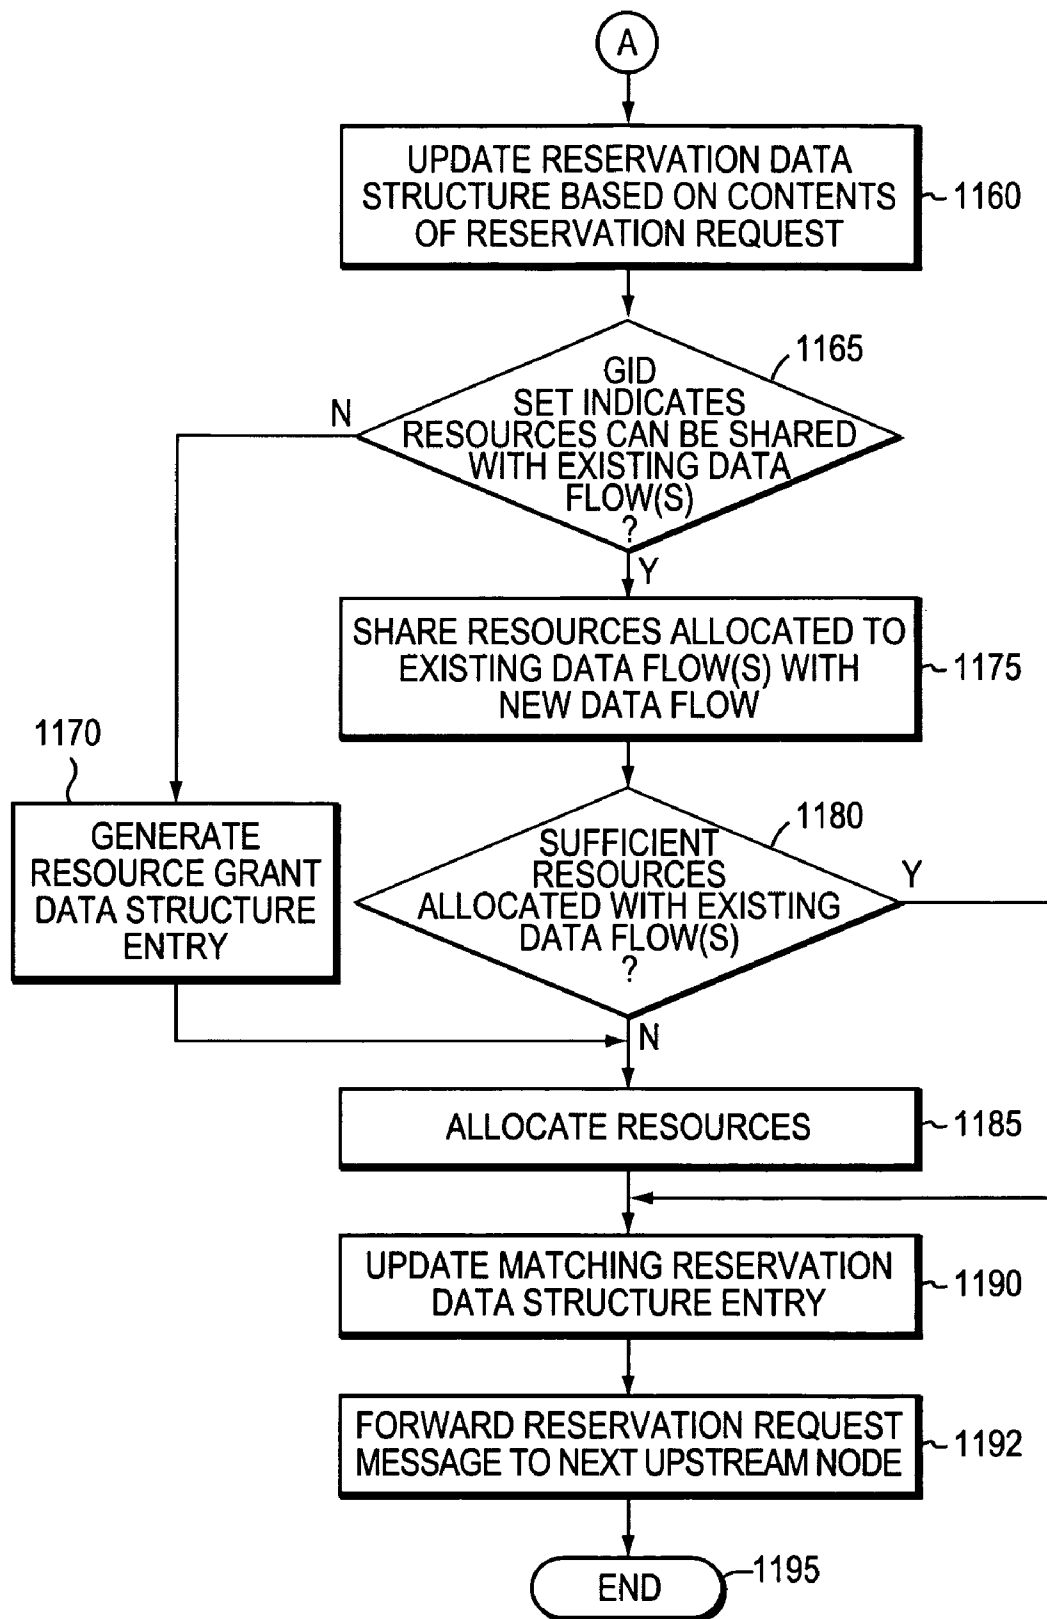 A
UPDATE RESERVATION DATA
STRUCTURE BASED ON CONTENTS
OF RESERVATION REQUEST
1160
1165
GID
SET INDICATES
RESOURCES CAN BE SHARED
WITH EXISTING DATA
FLOW(S)
?
N
Y
SHARE RESOURCES ALLOCATED TO
EXISTING DATA FLOW(S) WITH
NEW DATA FLOW
1175
1170
GENERATE
RESOURCE GRANT
DATA STRUCTURE
ENTRY
1180
SUFFICIENT
RESOURCES
ALLOCATED WITH EXISTING
DATA FLOW(S)
?
Y
N
ALLOCATE RESOURCES
1185
UPDATE MATCHING RESERVATION
DATA STRUCTURE ENTRY
1190
FORWARD RESERVATION REQUEST
MESSAGE TO NEXT UPSTREAM NODE
1192
END
1195